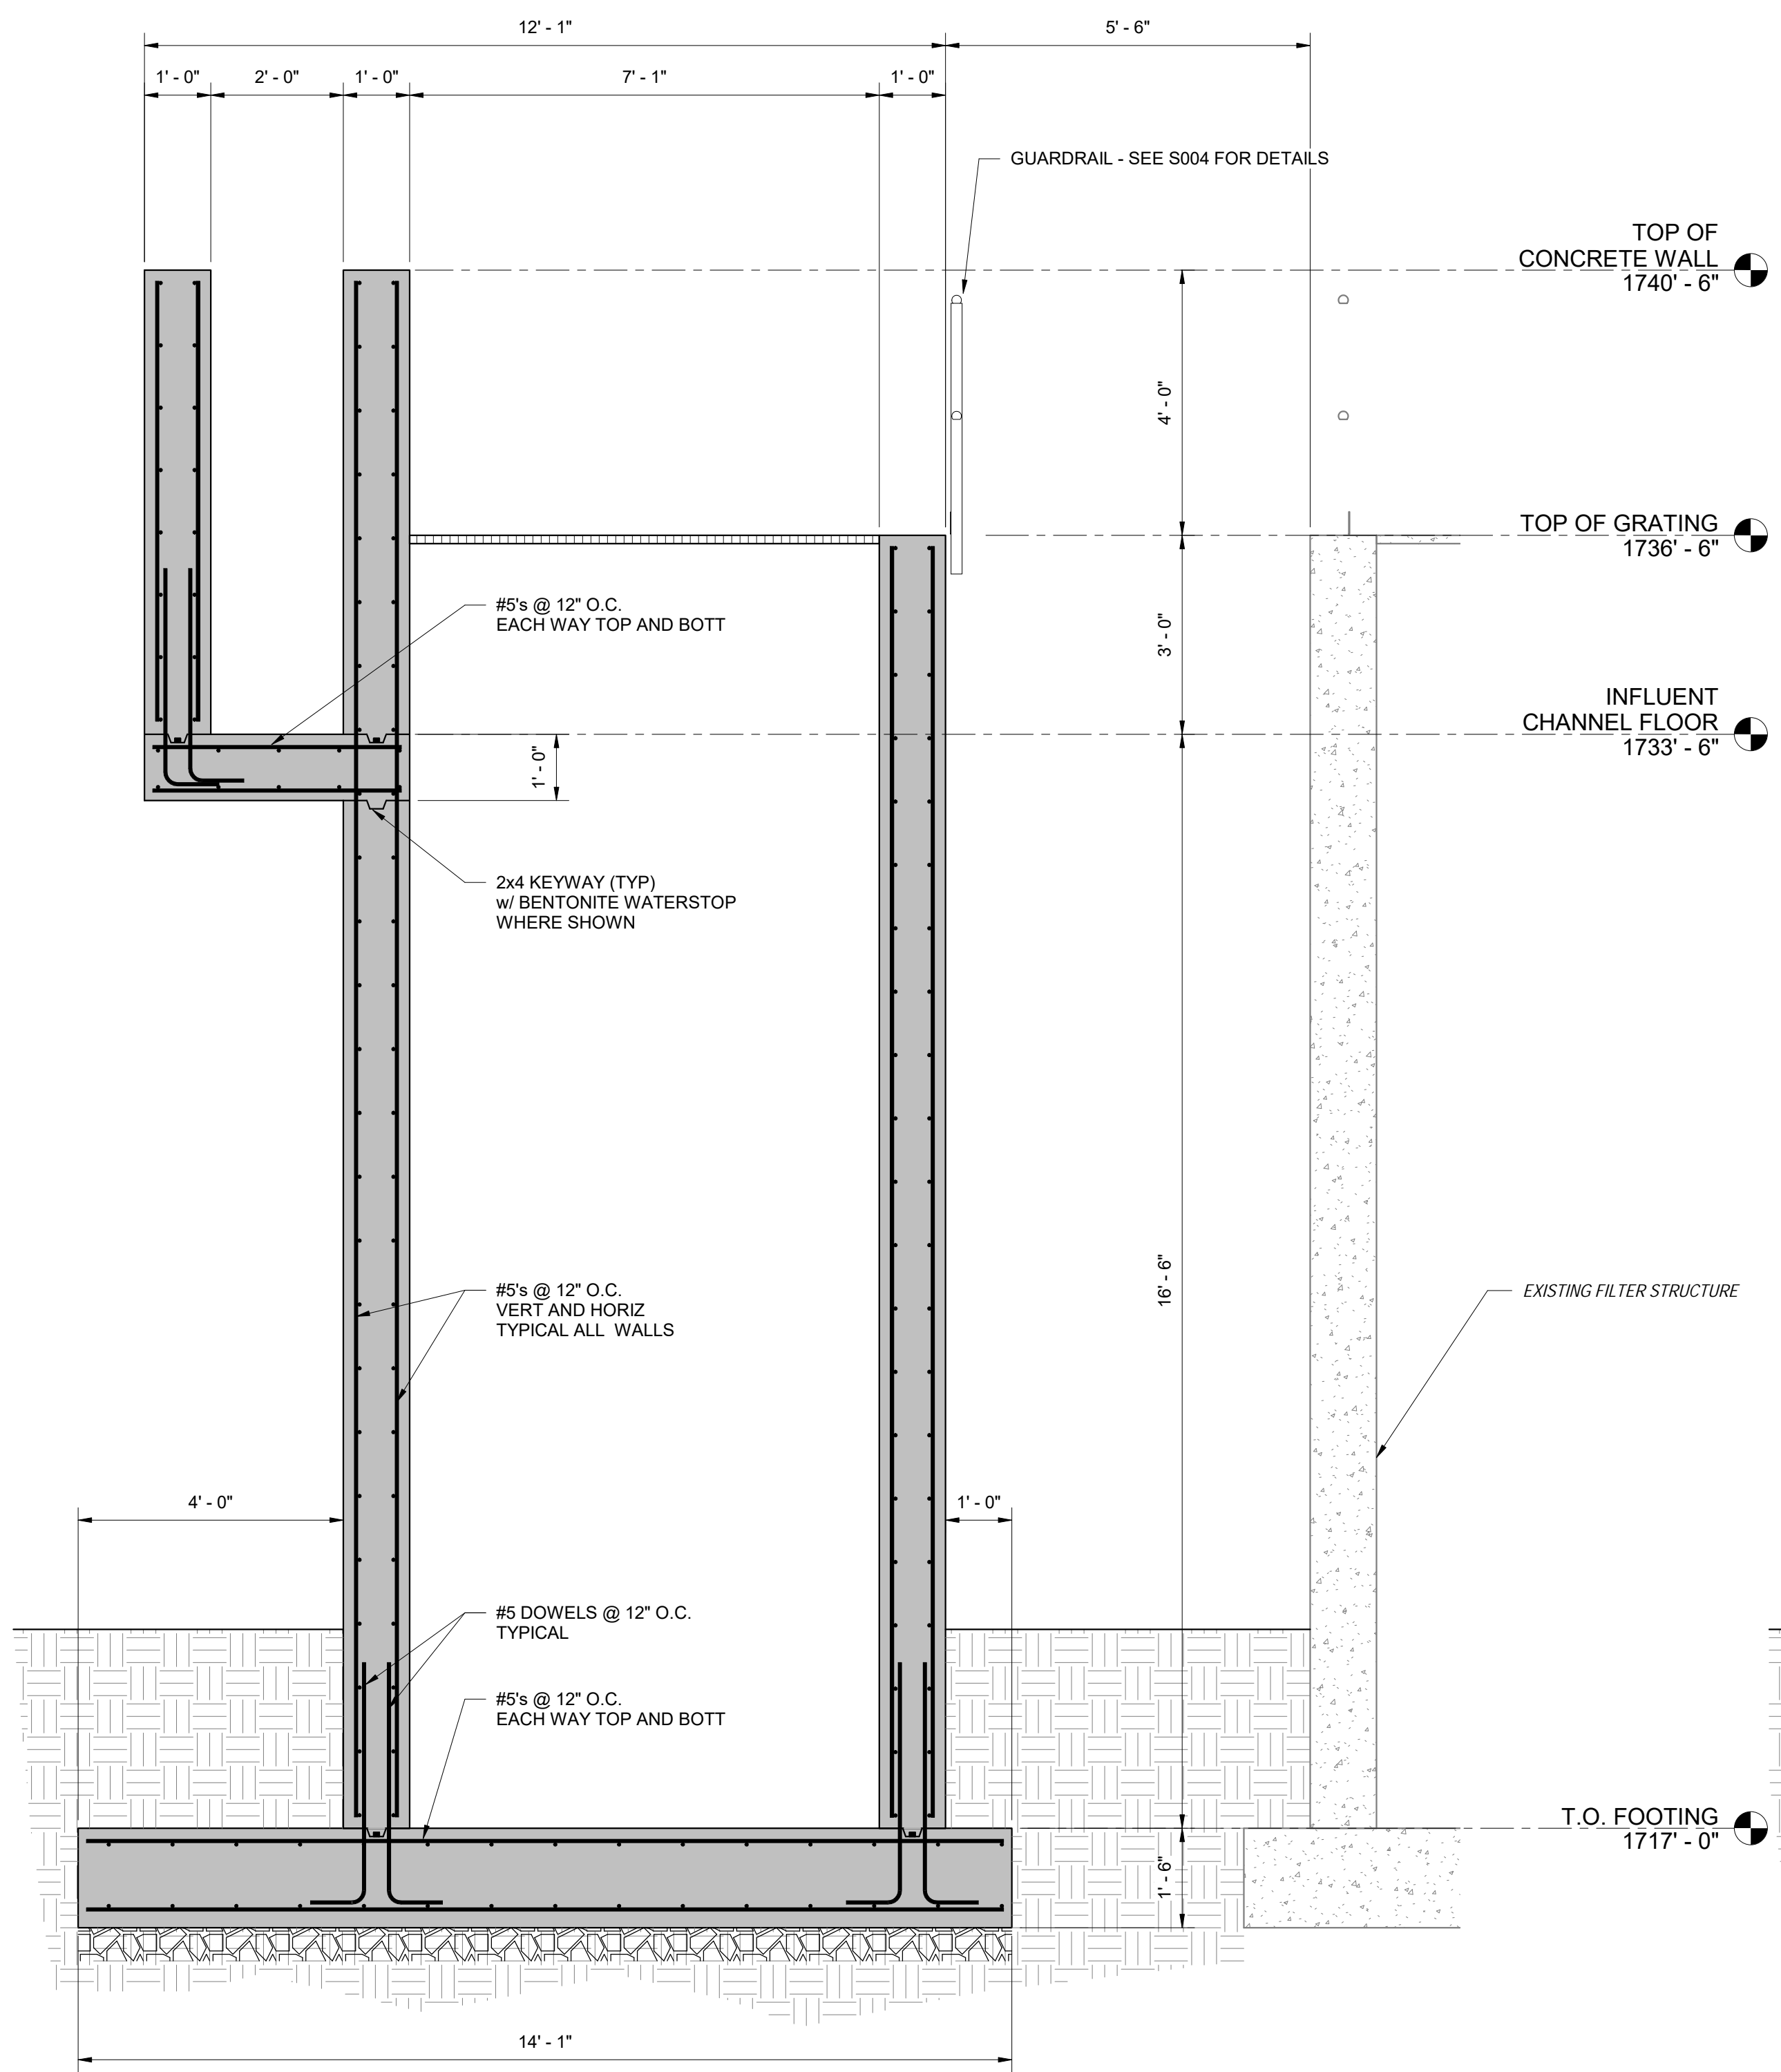 12' - 1"
5' - 6"
1' - 0"
2' - 0"
1' - 0"
7' - 1"
1' - 0"
GUARDRAIL - SEE S004 FOR DETAILS
TOP OF
CONCRETE WALL
1740' - 6"
4' - 0"
TOP OF GRATING
1736' - 6"
#5's @ 12" O.C.
EACH WAY TOP AND BOTT
3' - 0"
INFLUENT
CHANNEL FLOOR
1733' - 6"
1' - 0"
2x4 KEYWAY (TYP)
w/ BENTONITE WATERSTOP
WHERE SHOWN
16' - 6"
#5's @ 12" O.C.
VERT AND HORIZ
TYPICAL ALL WALLS
EXISTING FILTER STRUCTURE
4' - 0"
1' - 0"
#5 DOWELS @ 12" O.C.
TYPICAL
#5's @ 12" O.C.
EACH WAY TOP AND BOTT
T.O. FOOTING
1717' - 0"
1' - 6"
14' - 1"